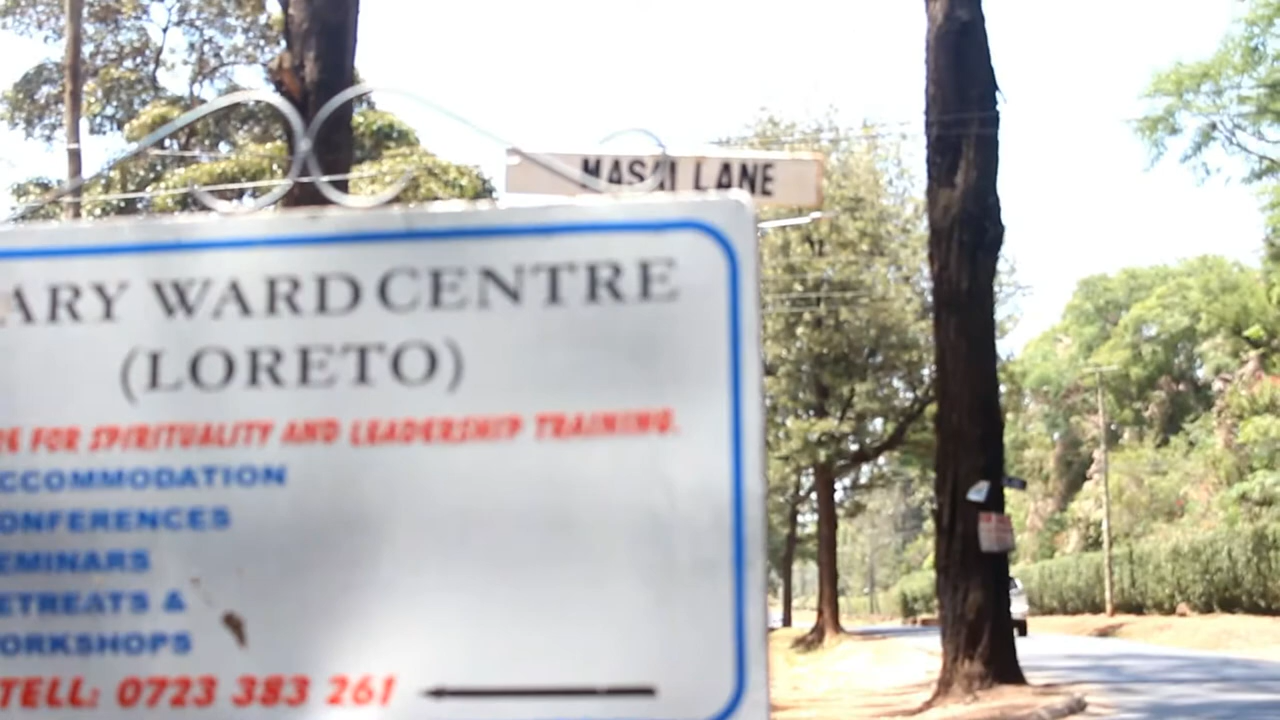 MASAI LANE
ARY WARD CENTRE
(LORETO)
FOR SPIRITUALITY AND LEADERSHIP TRAINING.
CCOMMODATION
ONFERENCES
EMINARS
ETREATS &
ORKSHOPS
TELL: 0723 383 261